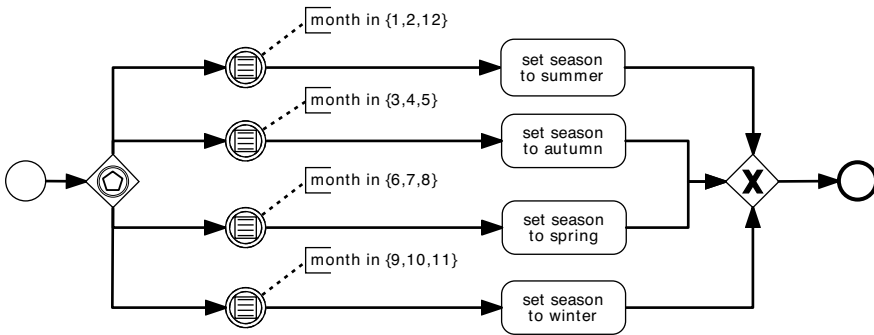 month in {1,2,12}
set season
to summer
month in {3,4,5}
set season
to autumn
month in {6,7,8}
set season
to spring
month in {9,10,11}
set season
to winter
X